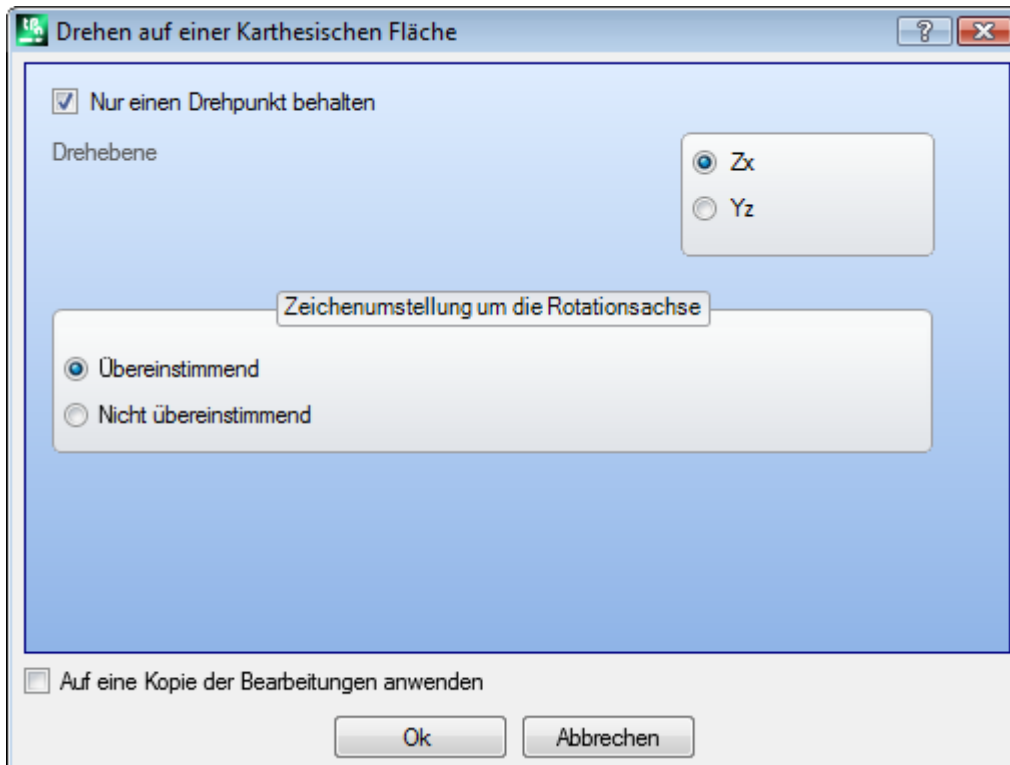 Drehen auf einer Karthesischen Fläche
Nur einen Drehpunkt behalten
Drehebene
Zx
Yz
Zeichenumstellung um die Rotationsachse
Übereinstimmend
Nicht übereinstimmend
Auf eine Kopie der Bearbeitungen anwenden
Ok
Abbrechen